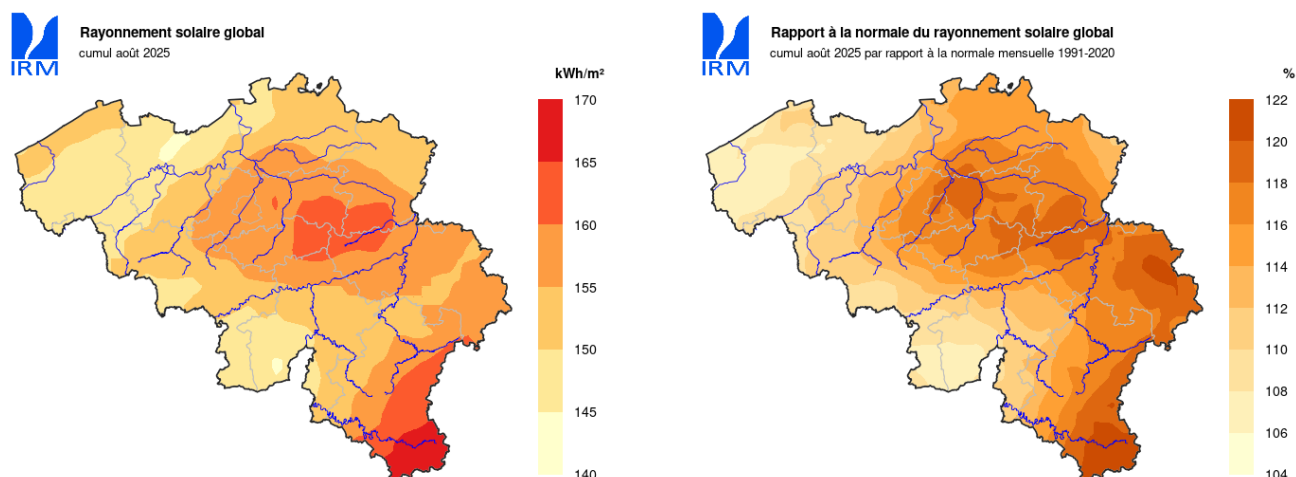 IRM
Rayonnement solaire global
cumul août 2025
kWh/m²
170
165
160
155
150
145
140
IRM
Rapport à la normale du rayonnement solaire global
cumul août 2025 par rapport à la normale mensuelle 1991-2020
%
122
120
118
116
114
112
110
108
106
104